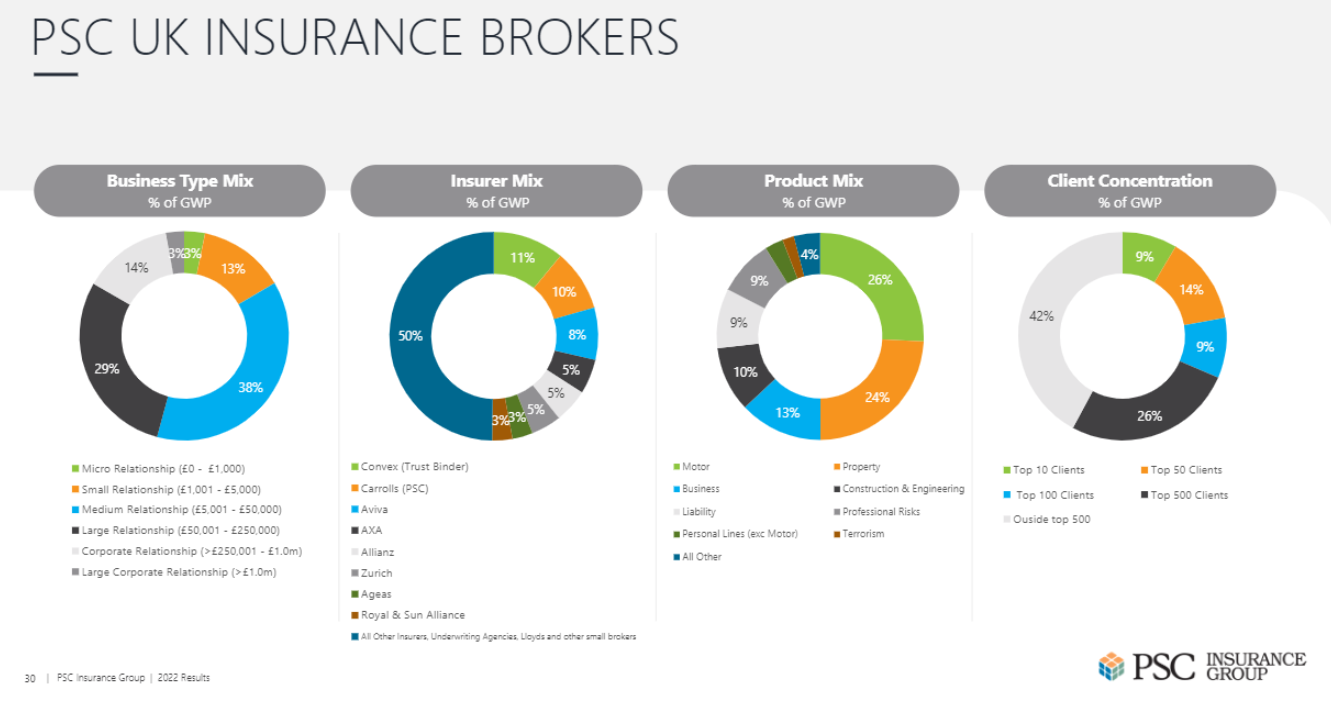 PSC UK INSURANCE BROKERS
Business Type Mix
% of GWP
3%
13%
38%
29%
14%
3%
Micro Relationship (£0 - £1,000)
Small Relationship (£1,001 - £5,000)
Medium Relationship (£5,001 - £50,000)
Large Relationship (£50,001 - £250,000)
Corporate Relationship (>£250,001 - £1.0m)
Large Corporate Relationship (>£1.0m)
Insurer Mix
% of GWP
11%
10%
8%
5%
5%
5%
3%
3%
50%
Convex (Trust Binder)
Carrolls (PSC)
Aviva
AXA
Allianz
Zurich
Ageas
Royal & Sun Alliance
All Other Insurers, Underwriting Agencies, Lloyds and other small brokers
Product Mix
% of GWP
26%
24%
13%
10%
9%
9%
4%
Motor
Property
Business
Construction & Engineering
Liability
Professional Risks
Personal Lines (exc Motor)
Terrorism
All Other
Client Concentration
% of GWP
9%
14%
9%
26%
42%
Top 10 Clients
Top 50 Clients
Top 100 Clients
Top 500 Clients
Ouside top 500
30 | PSC Insurance Group | 2022 Results
PSC INSURANCE
GROUP